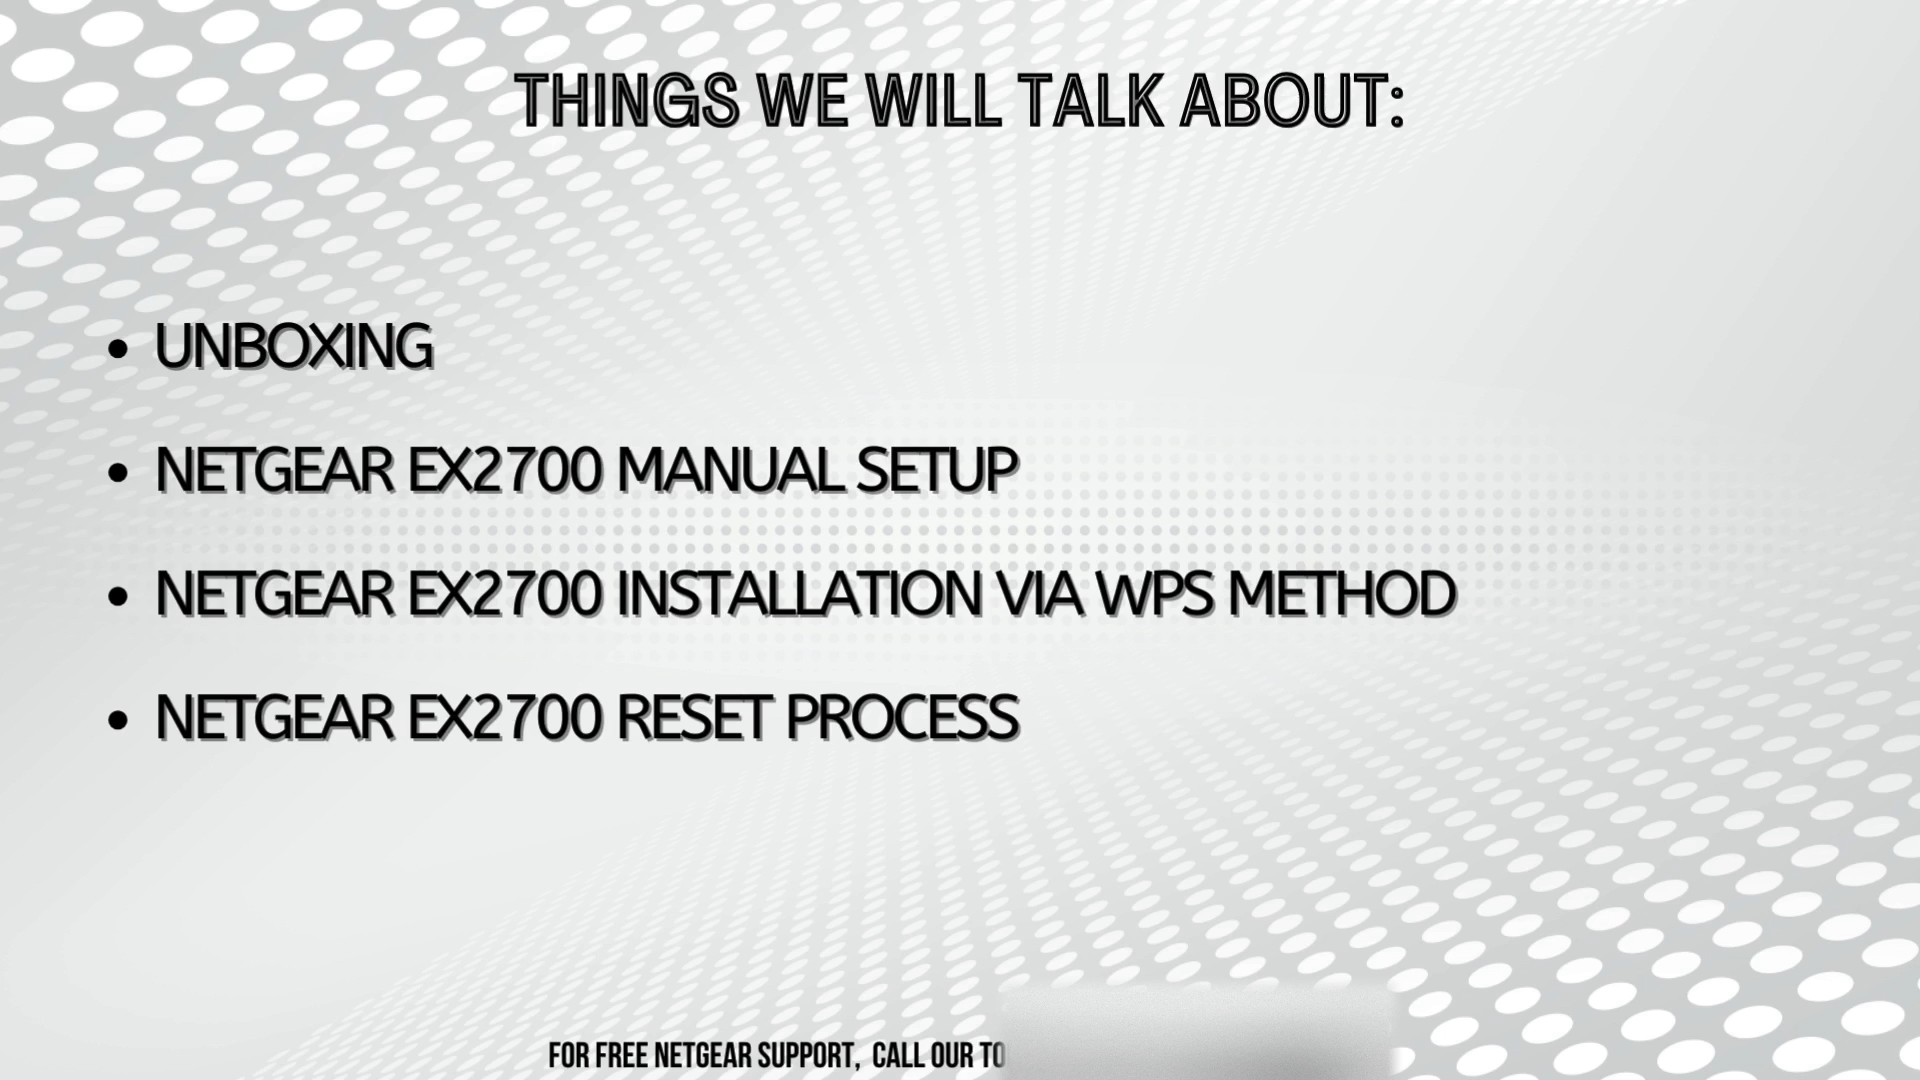 THINGS WE WILL TALK ABOUT:
• UNBOXING
• NETGEAR EX2700 MANUAL SETUP
• NETGEAR EX2700 INSTALLATION VIA WPS METHOD
• NETGEAR EX2700 RESET PROCESS
FOR FREE NETGEAR SUPPORT, CALL OUR